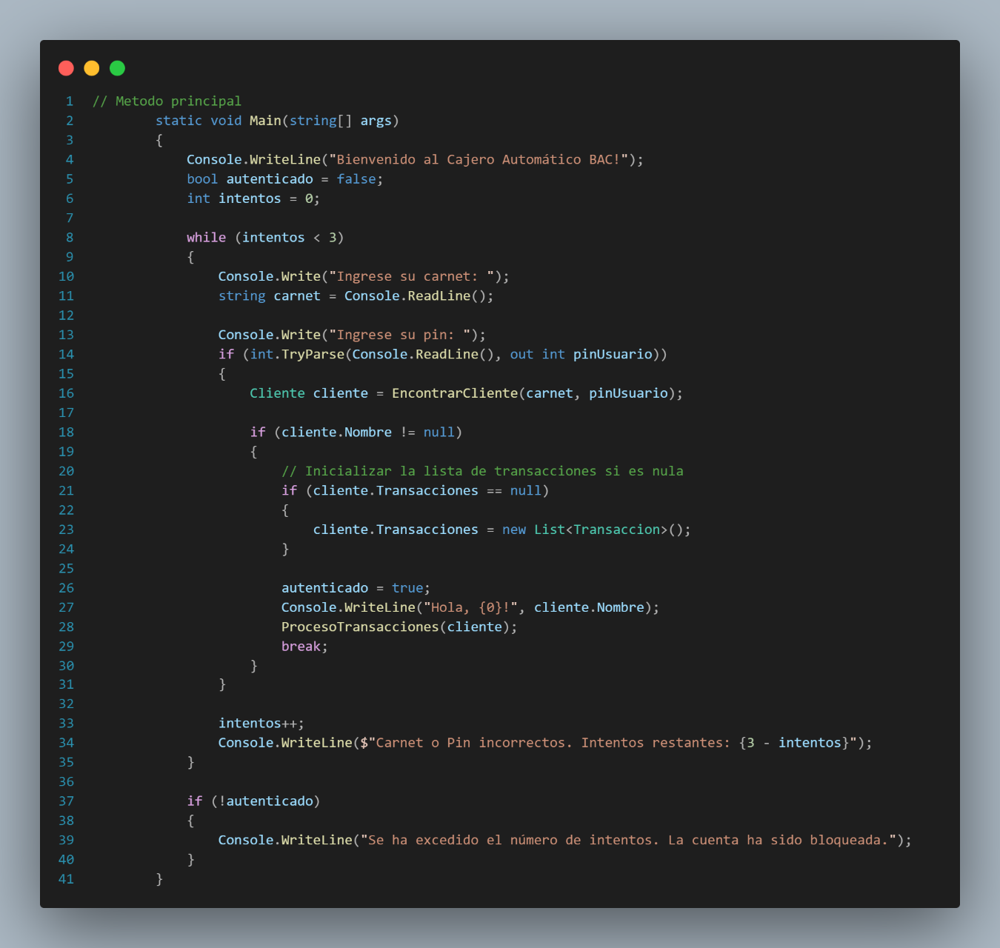 1 // Metodo principal
2 static void Main(string[] args)
3 {
4 Console.WriteLine("Bienvenido al Cajero Automático BAC!");
5 bool autenticado = false;
6 int intentos = 0;
7
8 while (intentos < 3)
9 {
10 Console.Write("Ingrese su carnet: ");
11 string carnet = Console.ReadLine();
12
13 Console.Write("Ingrese su pin: ");
14 if (int.TryParse(Console.ReadLine(), out int pinUsuario))
15 {
16 Cliente cliente = EncontrarCliente(carnet, pinUsuario);
17
18 if (cliente.Nombre != null)
19 {
20 // Inicializar la lista de transacciones si es nula
21 if (cliente.Transacciones == null)
22 {
23 cliente.Transacciones = new List<Transaccion>();
24 }
25
26 autenticado = true;
27 Console.WriteLine("Hola, {0}!", cliente.Nombre);
28 ProcesoTransacciones(cliente);
29 break;
30 }
31 }
32
33 intentos++;
34 Console.WriteLine($"Carnet o Pin incorrectos. Intentos restantes: {3 - intentos}");
35 }
36
37 if (!autenticado)
38 {
39 Console.WriteLine("Se ha excedido el número de intentos. La cuenta ha sido bloqueada.");
40 }
41 }